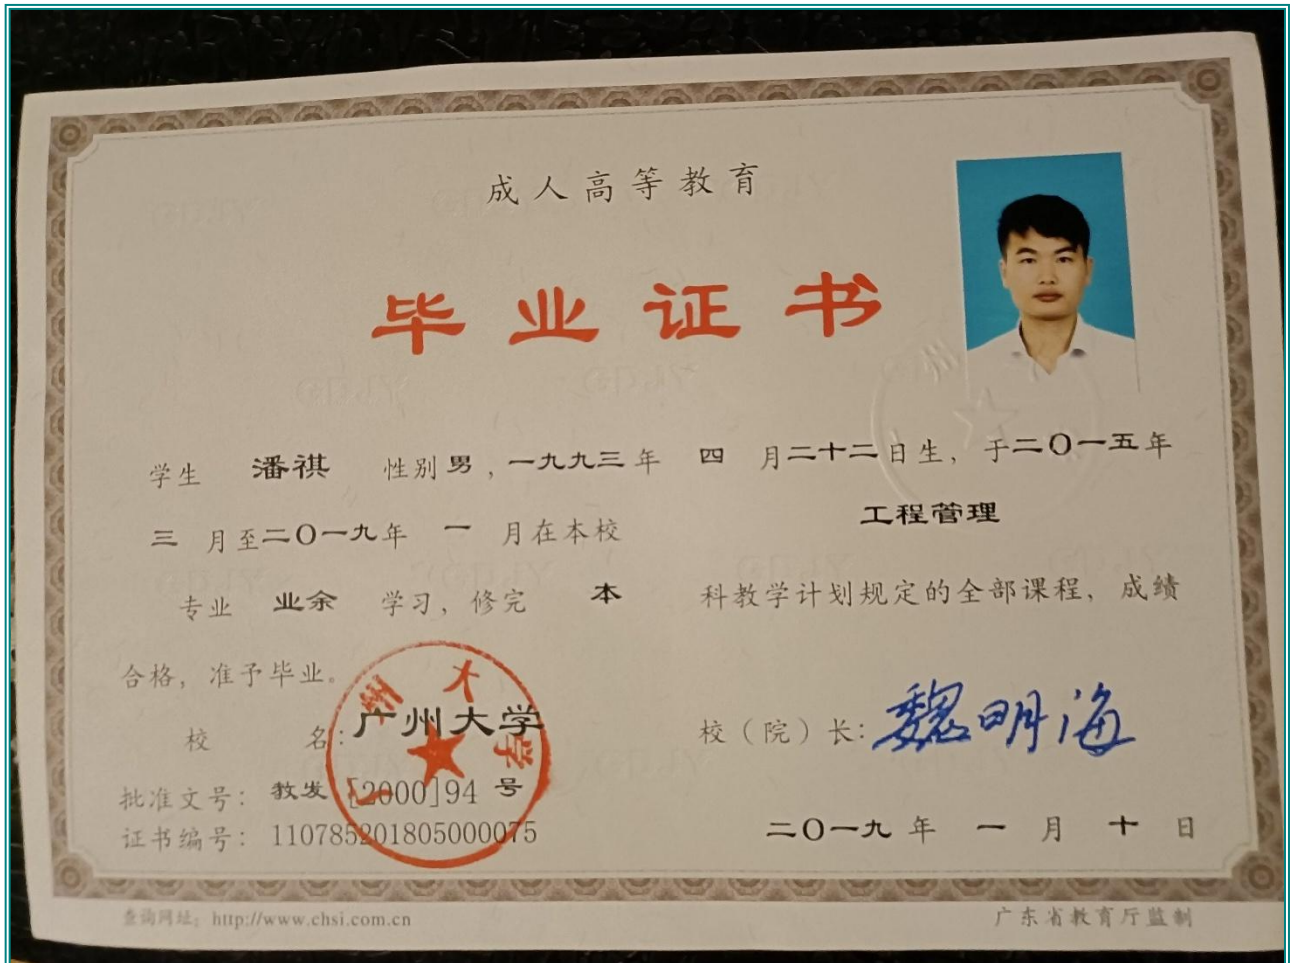 成人高等教育
毕业证书
学生 潘祺 性别男，一九九三年 四 月二十二日生，于二〇一五年
三 月至二〇一九年 一 月在本校 工程管理
专业 业余 学习，修完 本 科教学计划规定的全部课程，成绩
合格，准予毕业。
校 名：广州大学 校（院）长：魏明海
批准文号：教发［2000］94 号
证书编号：110785201805000075 二〇一九 年 一 月 十 日
广州大学
查询网址：http://www.chsi.com.cn 广东省教育厅监制